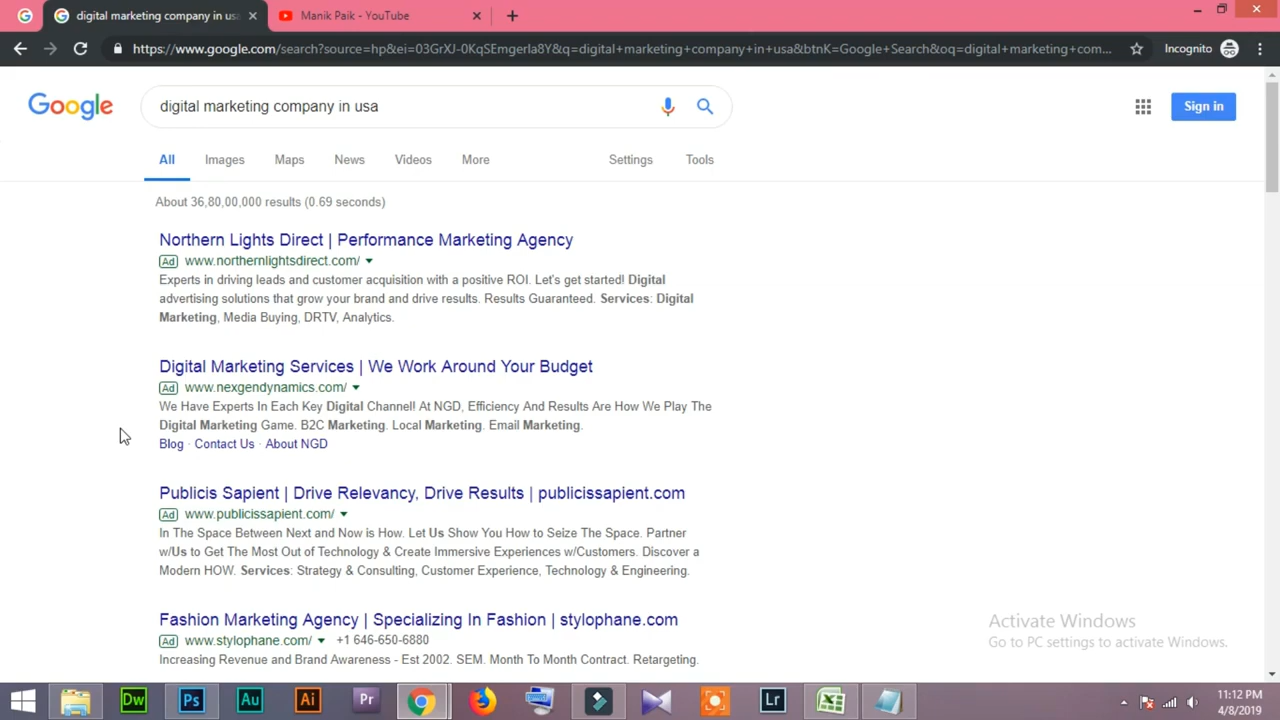 digital marketing company in usa
Manik Paik - YouTube
https://www.google.com/search?source=hp&ei=03GrXJ-0KqSEmgerla8Y&q=digital+marketing+company+in+usa&btnK=Google+Search&oq=digital+marketing+com...
Incognito
Google
digital marketing company in usa
Sign in
All
Images
Maps
News
Videos
More
Settings
Tools
About 36,80,00,000 results (0.69 seconds)
Northern Lights Direct | Performance Marketing Agency
Ad www.northernlightsdirect.com/
Experts in driving leads and customer acquisition with a positive ROI. Let's get started! Digital
advertising solutions that grow your brand and drive results. Results Guaranteed. Services: Digital
Marketing, Media Buying, DRTV, Analytics.
Digital Marketing Services | We Work Around Your Budget
Ad www.nexgendynamics.com/
We Have Experts In Each Key Digital Channel! At NGD, Efficiency And Results Are How We Play The
Digital Marketing Game. B2C Marketing. Local Marketing. Email Marketing.
Blog · Contact Us · About NGD
Publicis Sapient | Drive Relevancy, Drive Results | publicissapient.com
Ad www.publicissapient.com/
In The Space Between Next and Now is How. Let Us Show You How to Seize The Space. Partner
w/Us to Get The Most Out of Technology & Create Immersive Experiences w/Customers. Discover a
Modern HOW. Services: Strategy & Consulting, Customer Experience, Technology & Engineering.
Fashion Marketing Agency | Specializing In Fashion | stylophane.com
Ad www.stylophane.com/ +1 646-650-6880
Increasing Revenue and Brand Awareness - Est 2002. SEM. Month To Month Contract. Retargeting.
Activate Windows
Go to PC settings to activate Windows.
Dw
Ps
Au
Ai
Pr
Lr
11:12 PM
4/8/2019